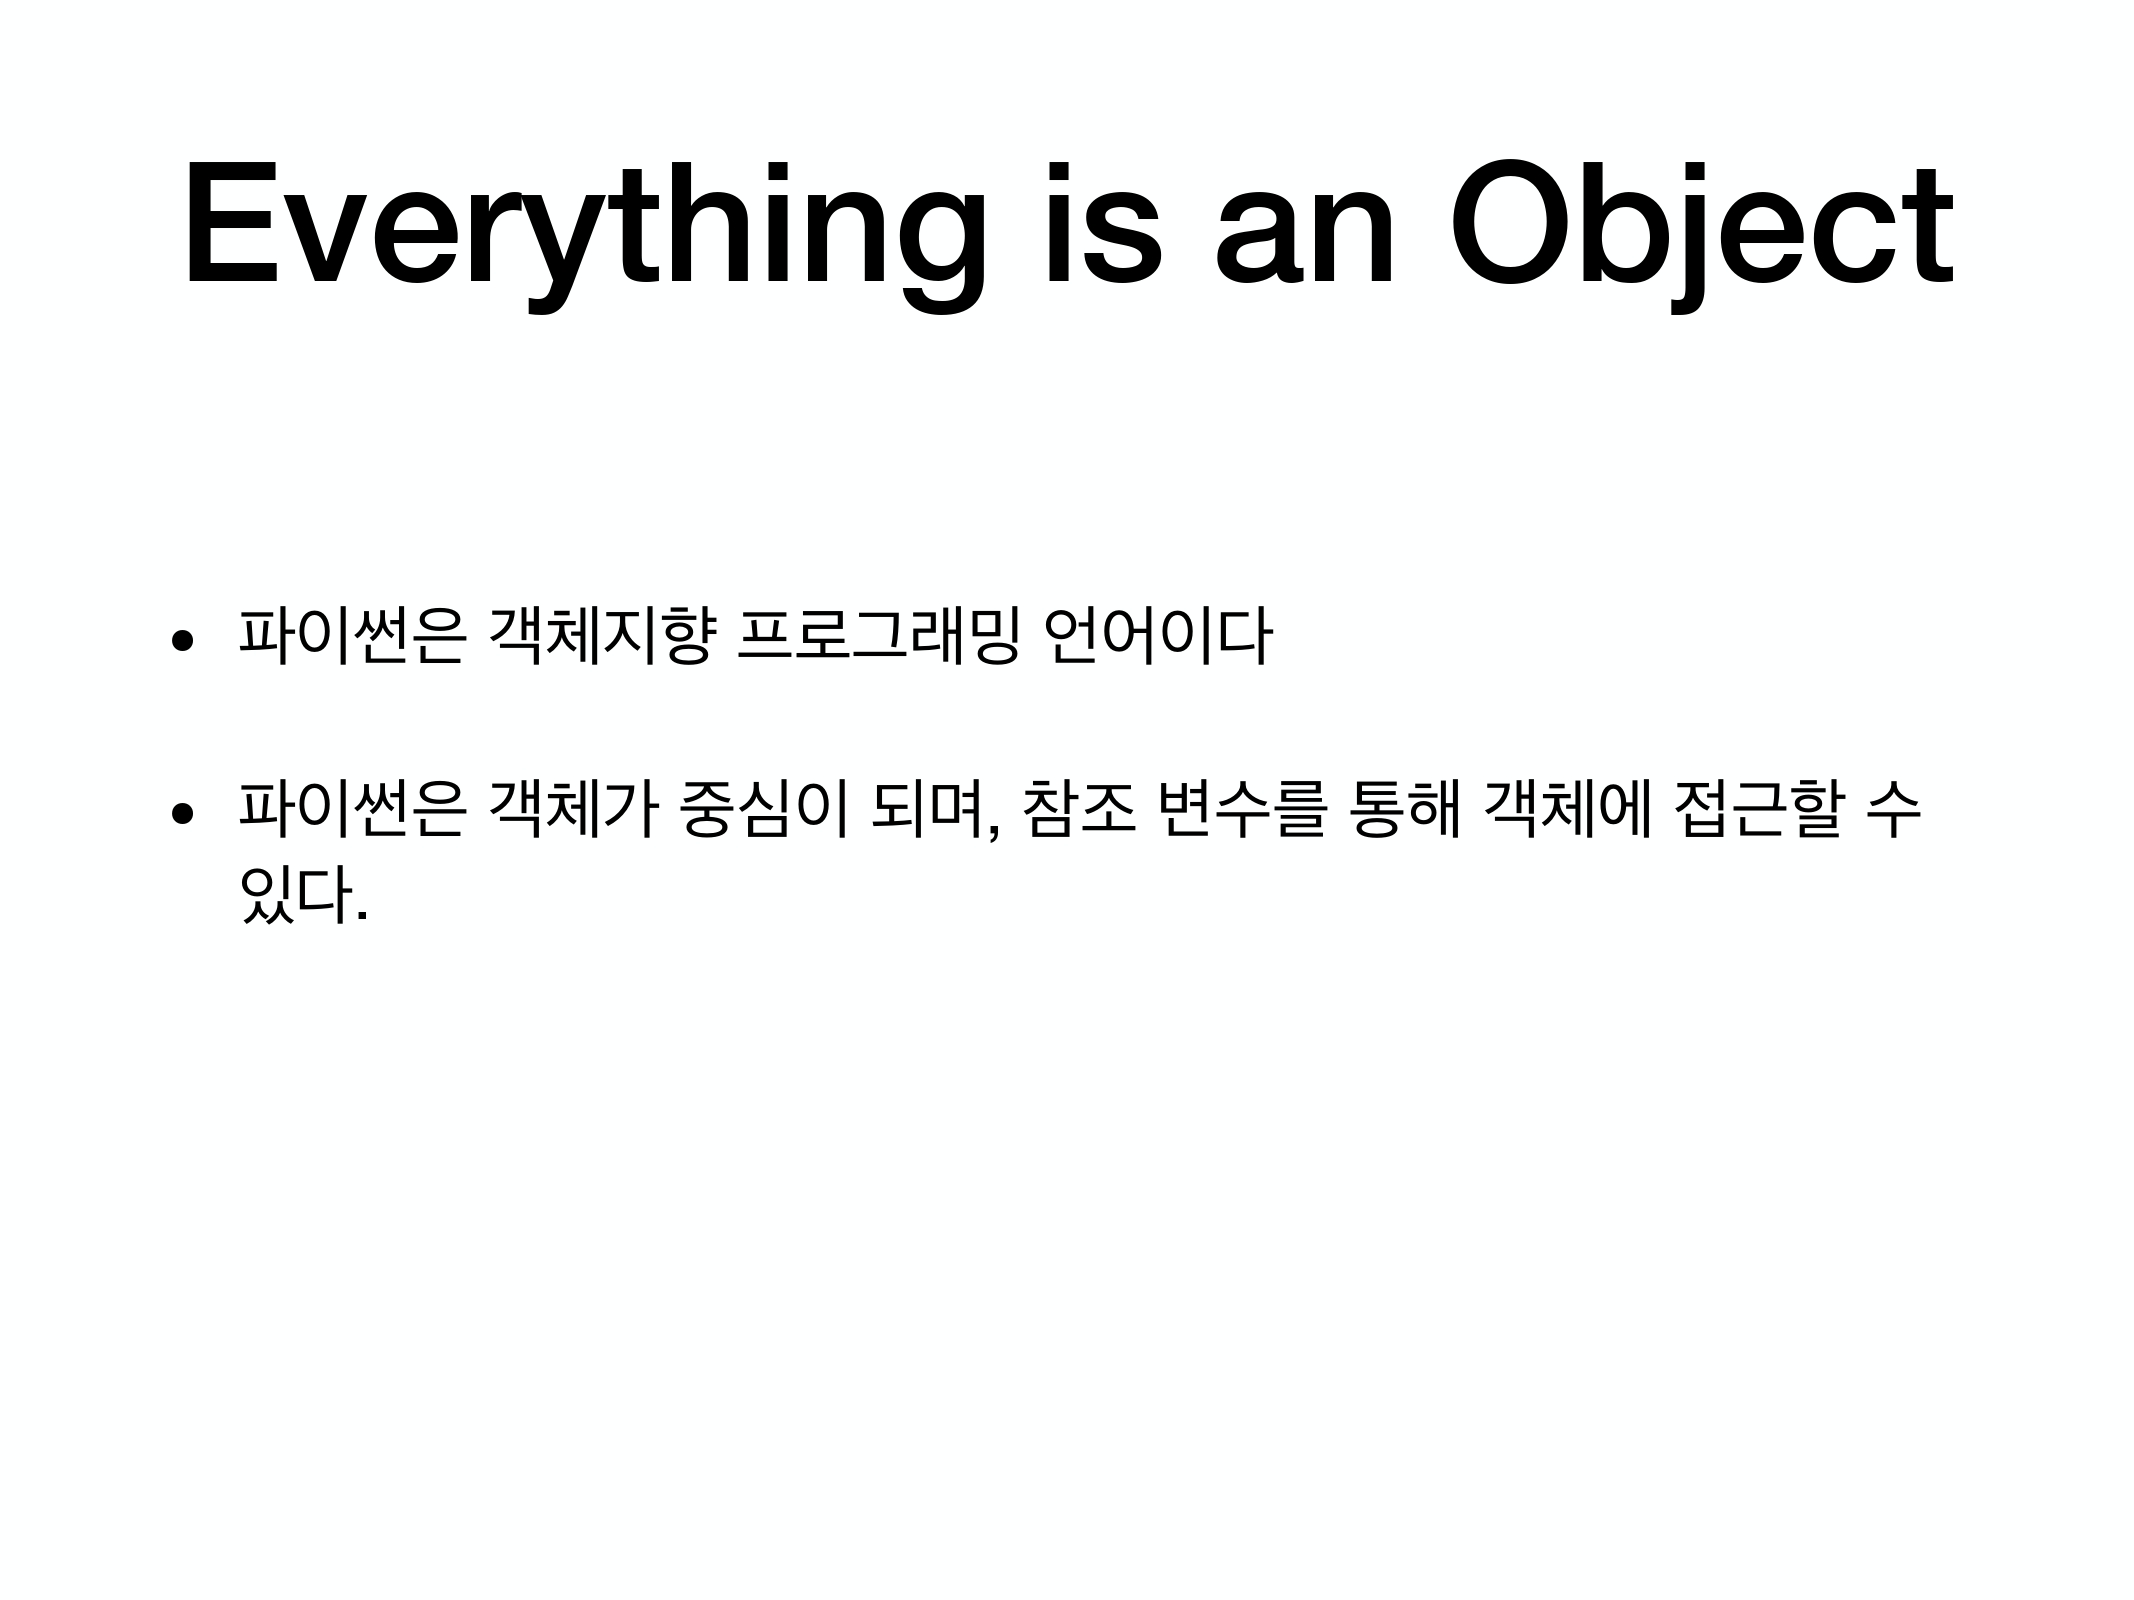 Everything is an Object
• 파이썬은 객체지향 프로그래밍 언어이다
• 파이썬은 객체가 중심이 되며, 참조 변수를 통해 객체에 접근할 수
있다.